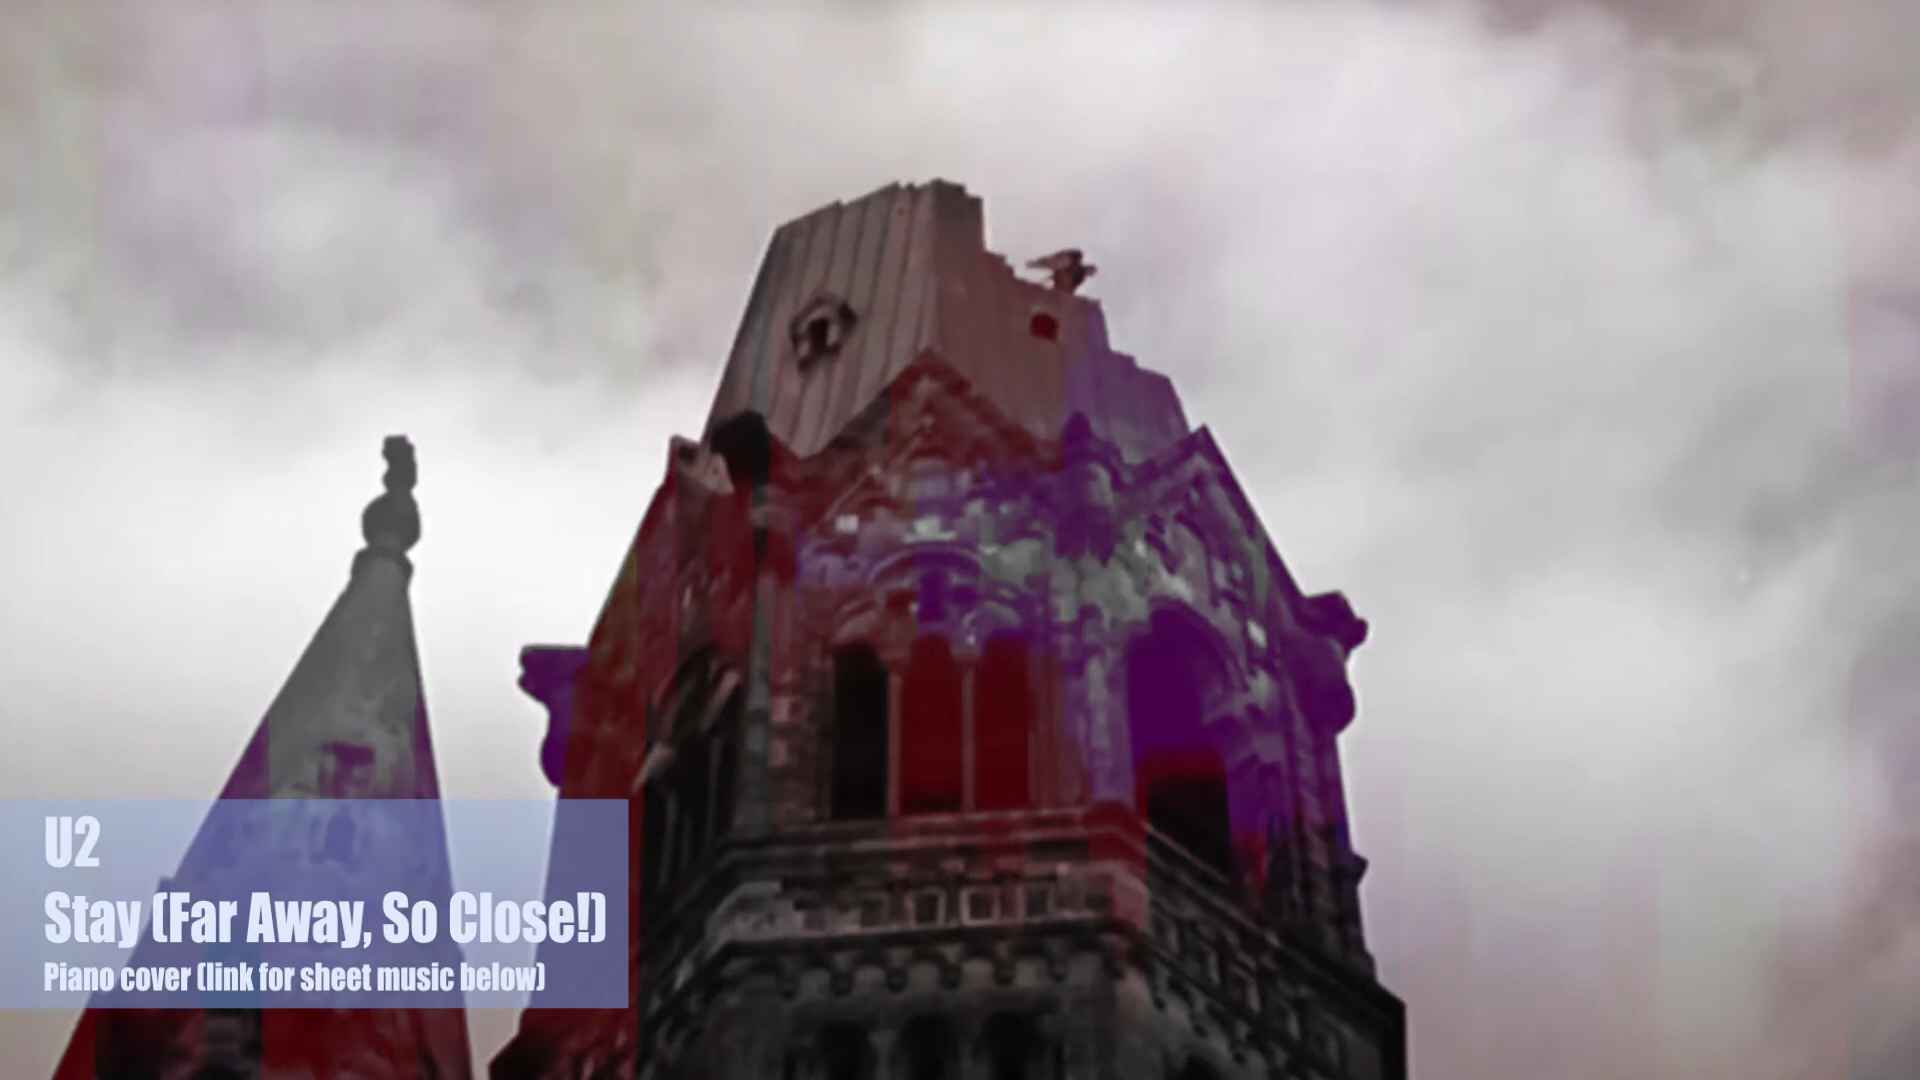 U2
Stay (Far Away, So Close!)
Piano cover (link for sheet music below)